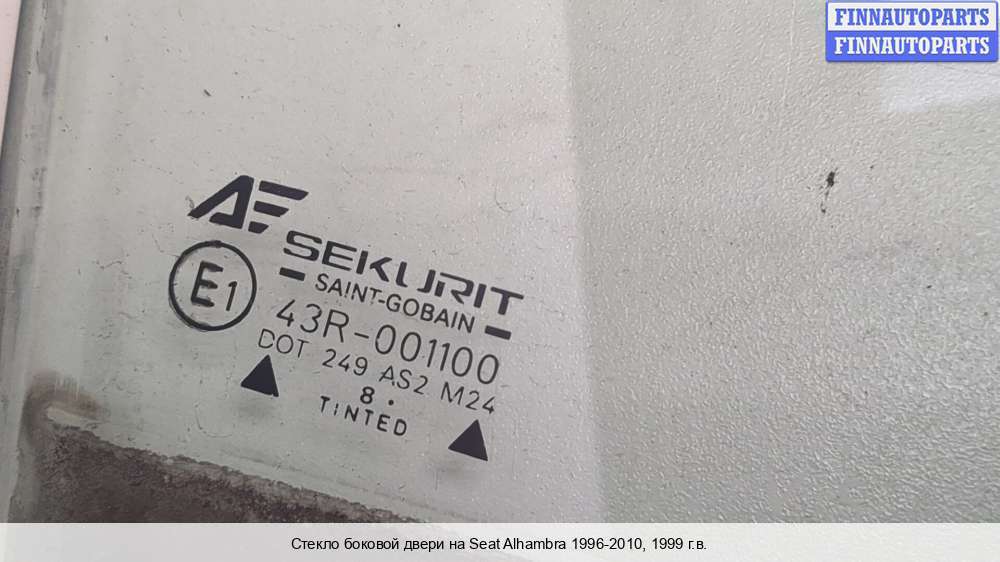 FINNAUTOPARTS
FINNAUTOPARTS
SEKURIT
SAINT-GOBAIN
E1
43R-001100
DOT 249 AS2 M24
8 .
TINTED
Стекло боковой двери на Seat Alhambra 1996-2010, 1999 г.в.